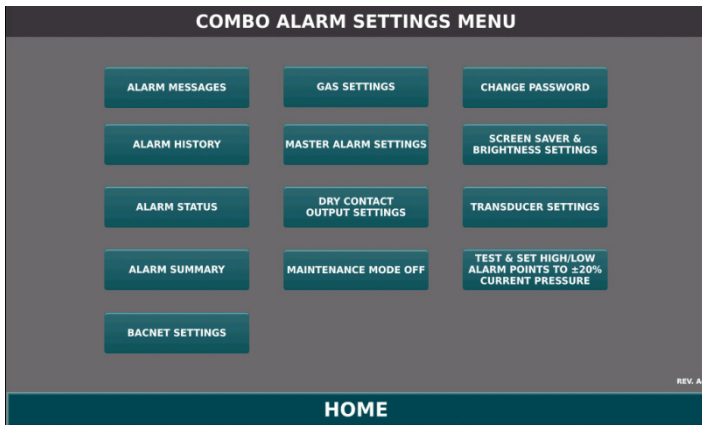 COMBO ALARM SETTINGS MENU
ALARM MESSAGES
GAS SETTINGS
CHANGE PASSWORD
ALARM HISTORY
MASTER ALARM SETTINGS
SCREEN SAVER &
BRIGHTNESS SETTINGS
ALARM STATUS
DRY CONTACT
OUTPUT SETTINGS
TRANSDUCER SETTINGS
ALARM SUMMARY
MAINTENANCE MODE OFF
TEST & SET HIGH/LOW
ALARM POINTS TO ±20%
CURRENT PRESSURE
BACNET SETTINGS
REV. A
HOME